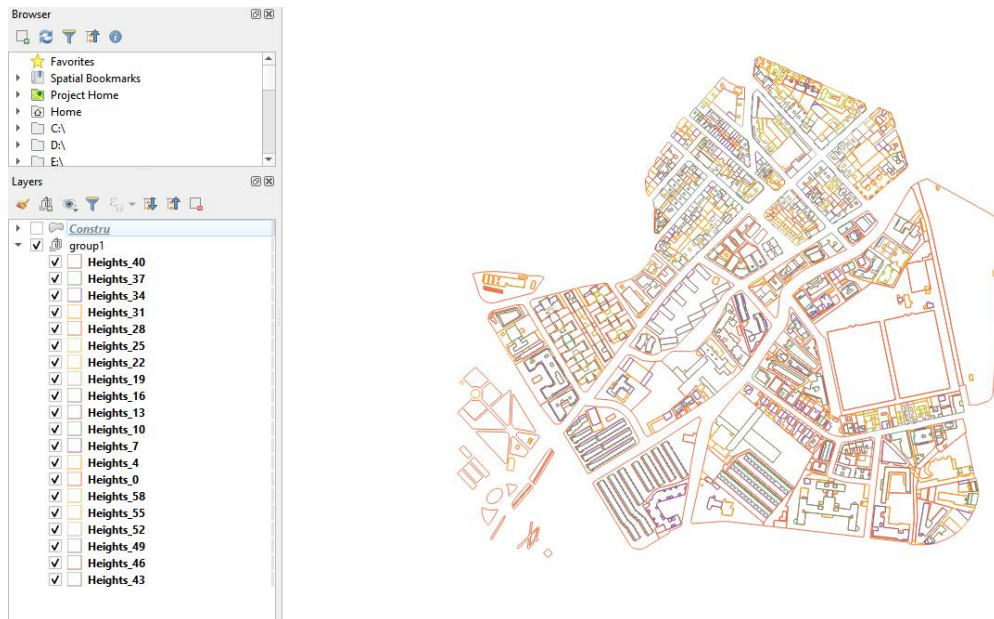 Browser
Favorites
Spatial Bookmarks
Project Home
Home
C:\
D:\
E:\
Layers
Constru
group1
Heights_40
Heights_37
Heights_34
Heights_31
Heights_28
Heights_25
Heights_22
Heights_19
Heights_16
Heights_13
Heights_10
Heights_7
Heights_4
Heights_0
Heights_58
Heights_55
Heights_52
Heights_49
Heights_46
Heights_43